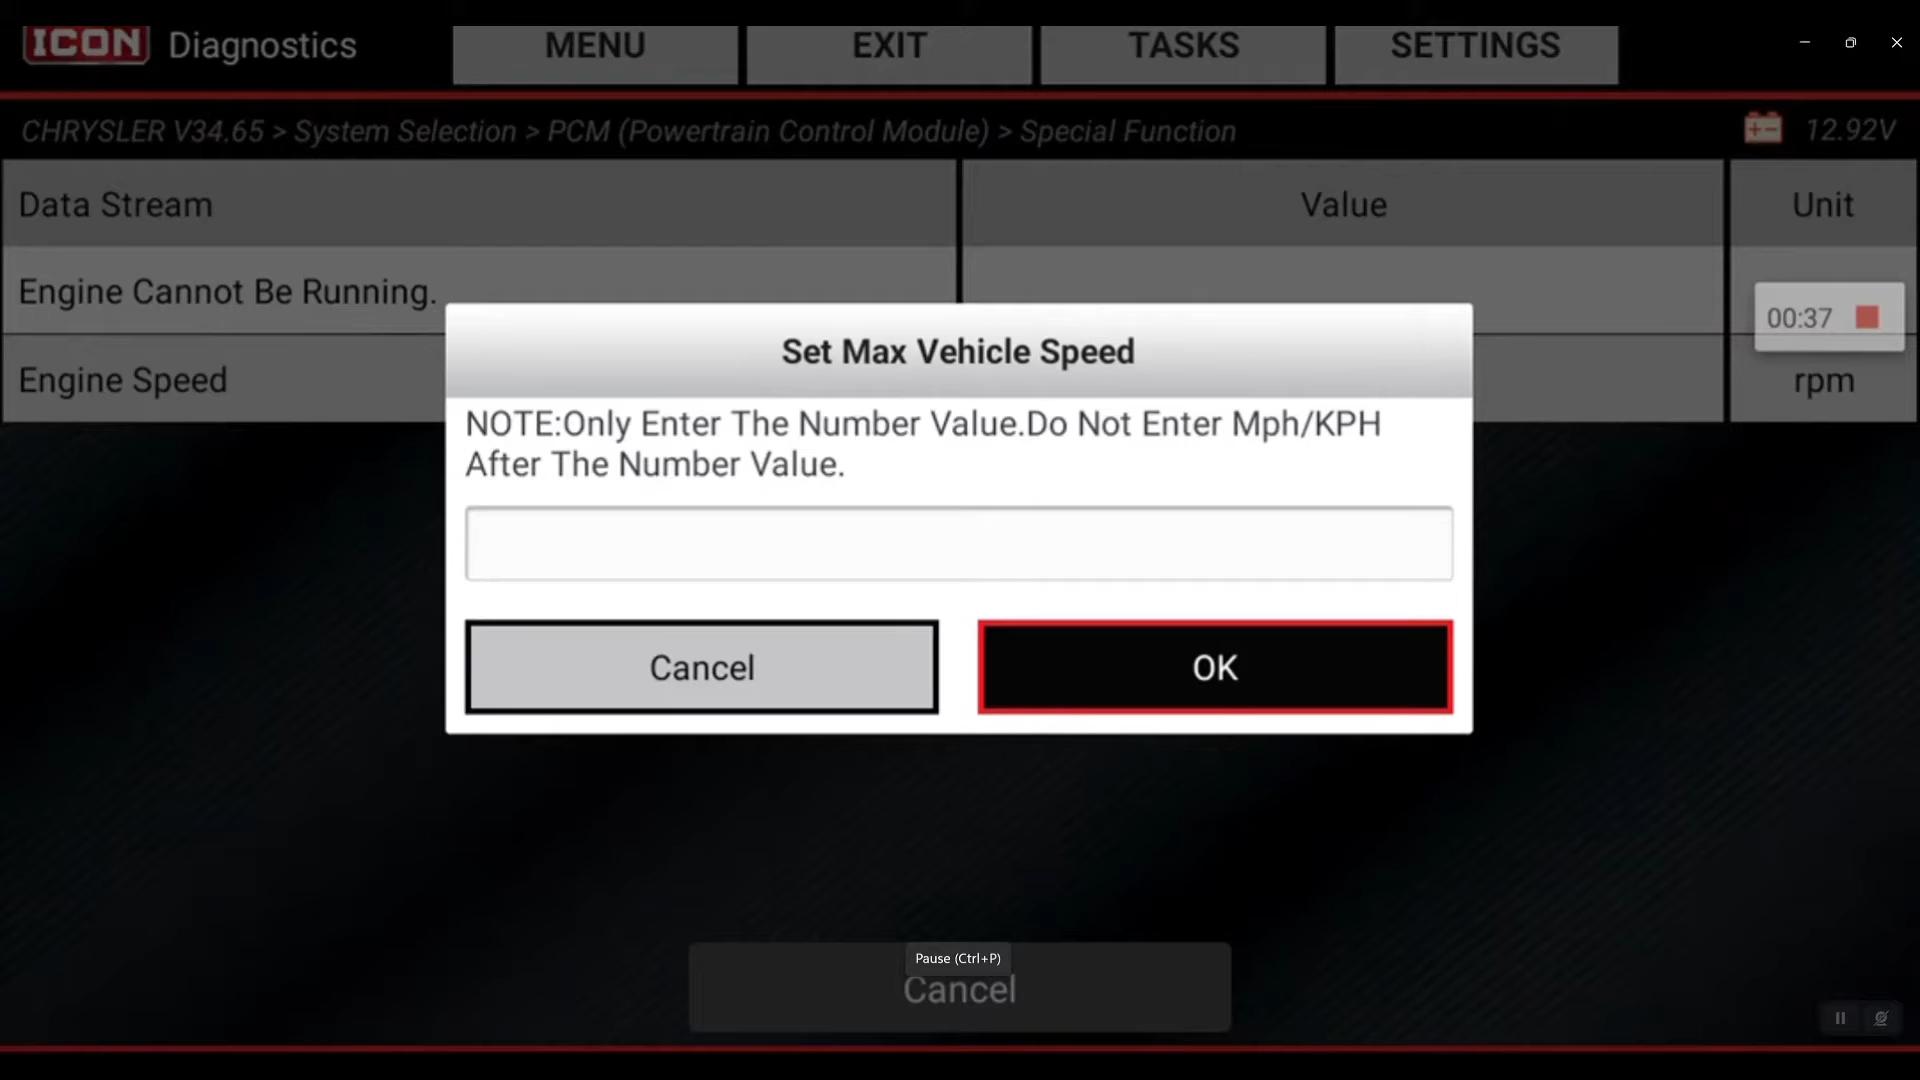 ICON Diagnostics MENU EXIT TASKS SETTINGS
CHRYSLER V34.65 > System Selection > PCM (Powertrain Control Module) > Special Function 12.92V
Data Stream Value Unit
Engine Cannot Be Running.
00:37
Engine Speed rpm
Set Max Vehicle Speed
NOTE:Only Enter The Number Value.Do Not Enter Mph/KPH
After The Number Value.
Cancel OK
Pause (Ctrl+P)
Cancel